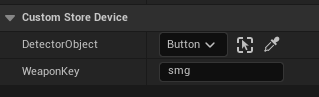 Custom Store Device
DetectorObject Button
WeaponKey smg